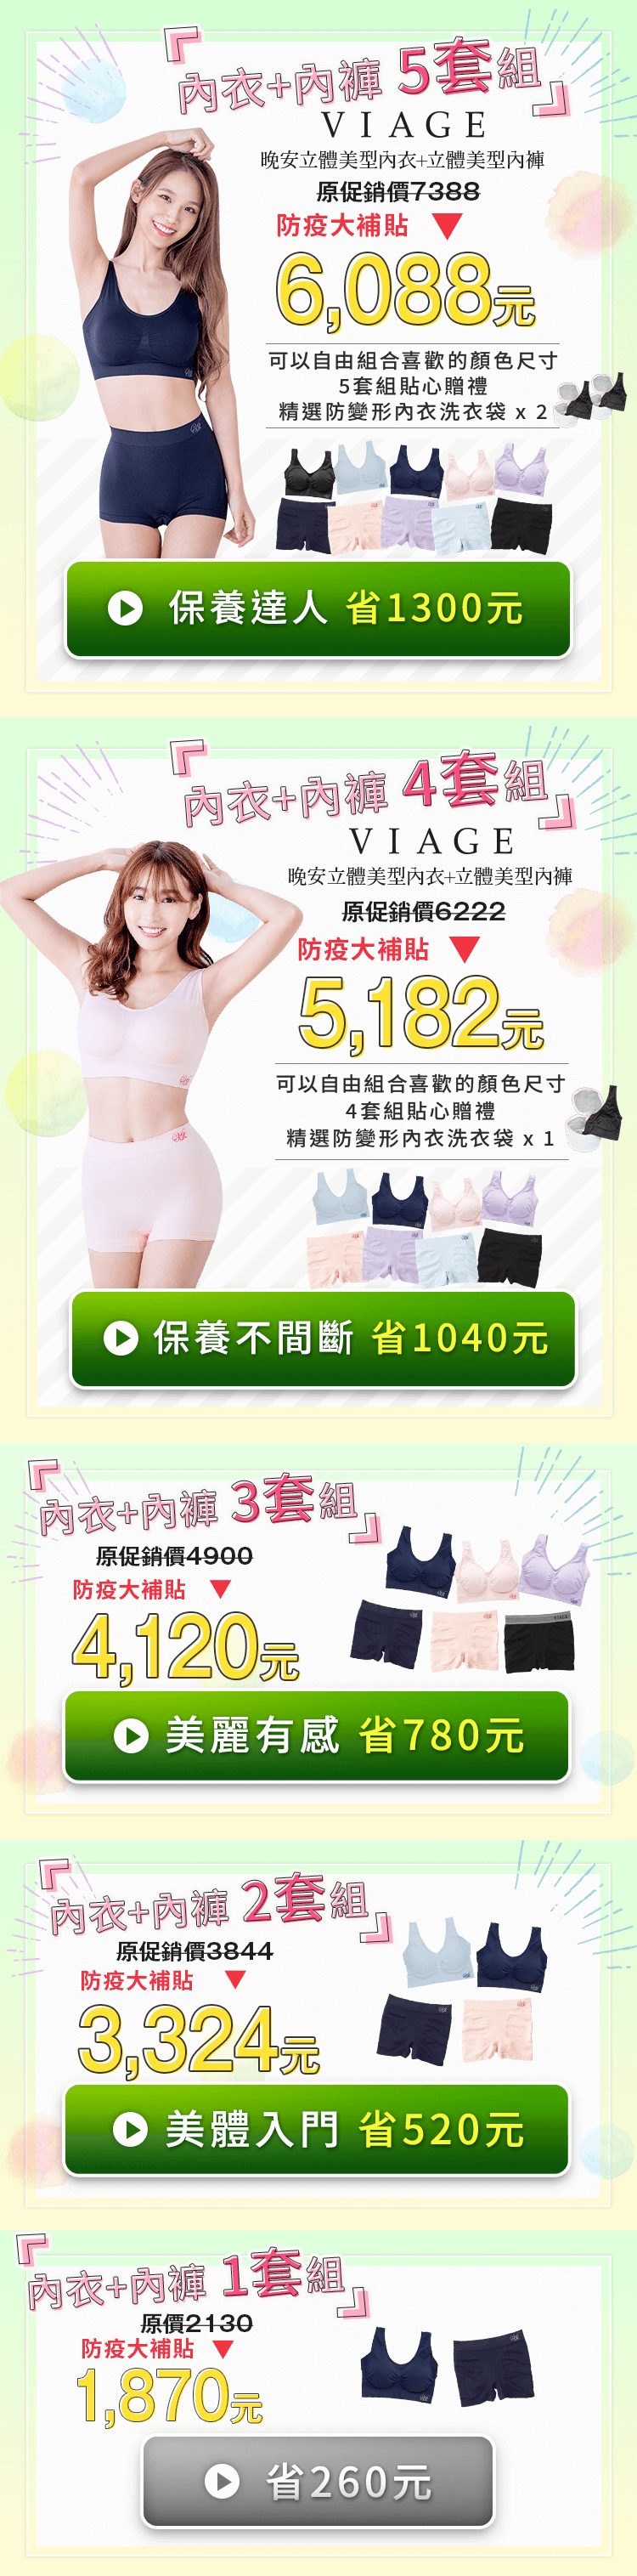 內衣+內褲 5套組
VIAGE
晚安立體美型內衣+立體美型內褲
原促銷價7388
防疫大補貼
6,088元
可以自由組合喜歡的顏色尺寸
5套組貼心贈禮
精選防變形內衣洗衣袋 x 2
保養達人 省1300元
內衣+內褲 4套組
VIAGE
晚安立體美型內衣+立體美型內褲
原促銷價6222
防疫大補貼
5,182元
可以自由組合喜歡的顏色尺寸
4套組貼心贈禮
精選防變形內衣洗衣袋 x 1
保養不間斷 省1040元
內衣+內褲 3套組
原促銷價4900
防疫大補貼
4,120元
美麗有感 省780元
內衣+內褲 2套組
原促銷價3844
防疫大補貼
3,324元
美體入門 省520元
內衣+內褲 1套組
原價2130
防疫大補貼
1,870元
省260元